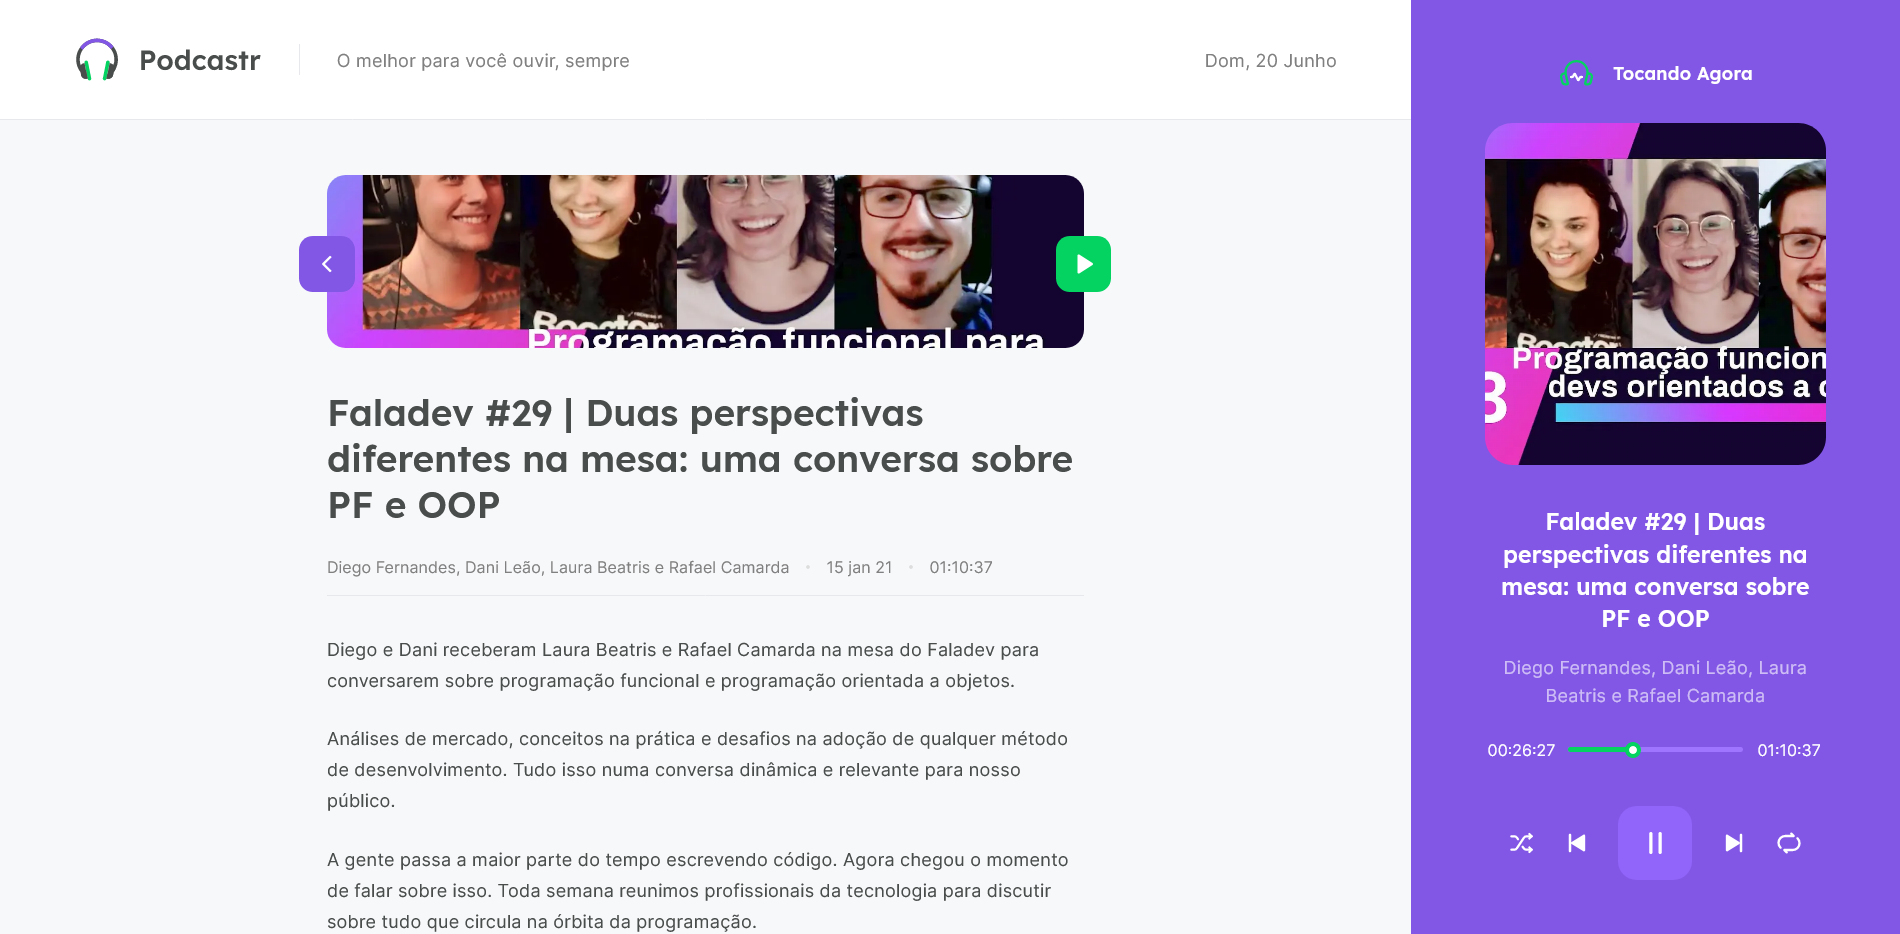 Podcastr
O melhor para você ouvir, sempre
Dom, 20 Junho
Programação funcional para
Faladev #29 | Duas perspectivas
diferentes na mesa: uma conversa sobre
PF e OOP
Diego Fernandes, Dani Leão, Laura Beatris e Rafael Camarda • 15 jan 21 • 01:10:37
Diego e Dani receberam Laura Beatris e Rafael Camarda na mesa do Faladev para
conversarem sobre programação funcional e programação orientada a objetos.
Análises de mercado, conceitos na prática e desafios na adoção de qualquer método
de desenvolvimento. Tudo isso numa conversa dinâmica e relevante para nosso
público.
A gente passa a maior parte do tempo escrevendo código. Agora chegou o momento
de falar sobre isso. Toda semana reunimos profissionais da tecnologia para discutir
sobre tudo que circula na órbita da programação.
Tocando Agora
Programação funcion
devs orientados a
Faladev #29 | Duas
perspectivas diferentes na
mesa: uma conversa sobre
PF e OOP
Diego Fernandes, Dani Leão, Laura
Beatris e Rafael Camarda
00:26:27
01:10:37